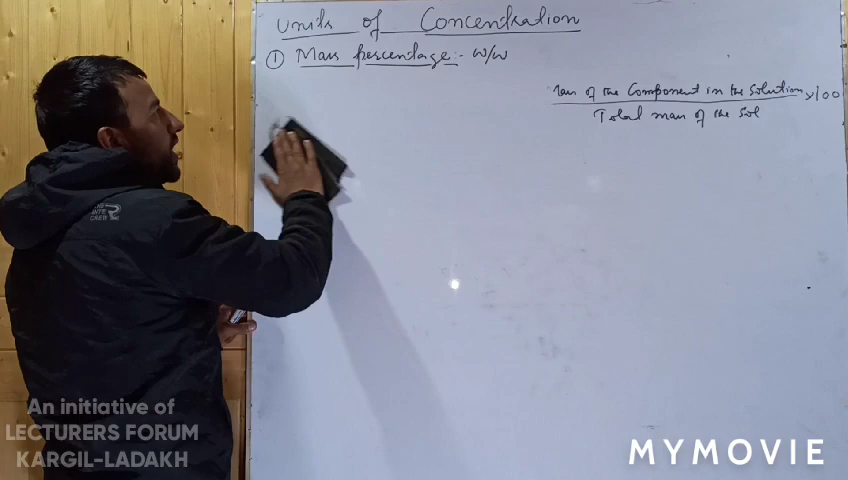 Units of Concentration
① Mass percentage:- w/w
Mass of the Component in the Solution ×100
Total mass of the Sol
An initiative of
LECTURERS FORUM
KARGIL-LADAKH
MYMOVIE